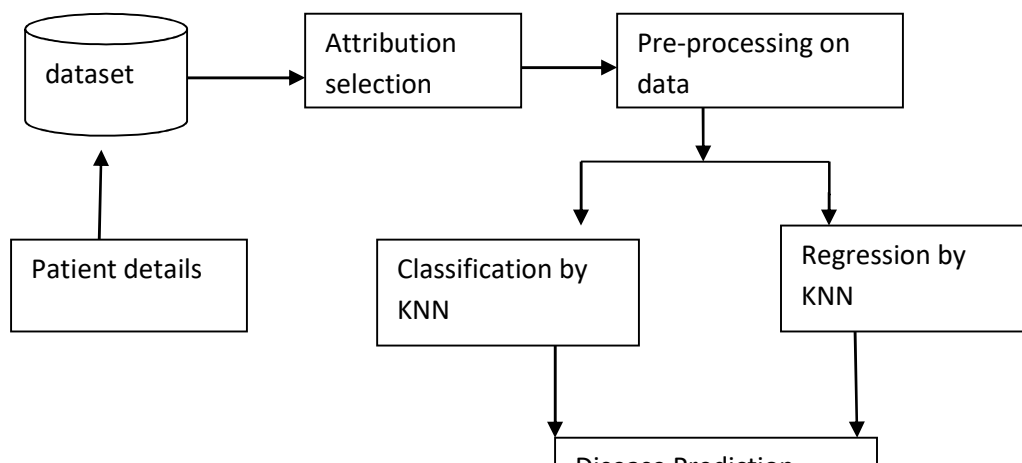 dataset
Attribution
selection
Pre-processing on
data
Patient details
Classification by
KNN
Regression by
KNN
Disease Prediction